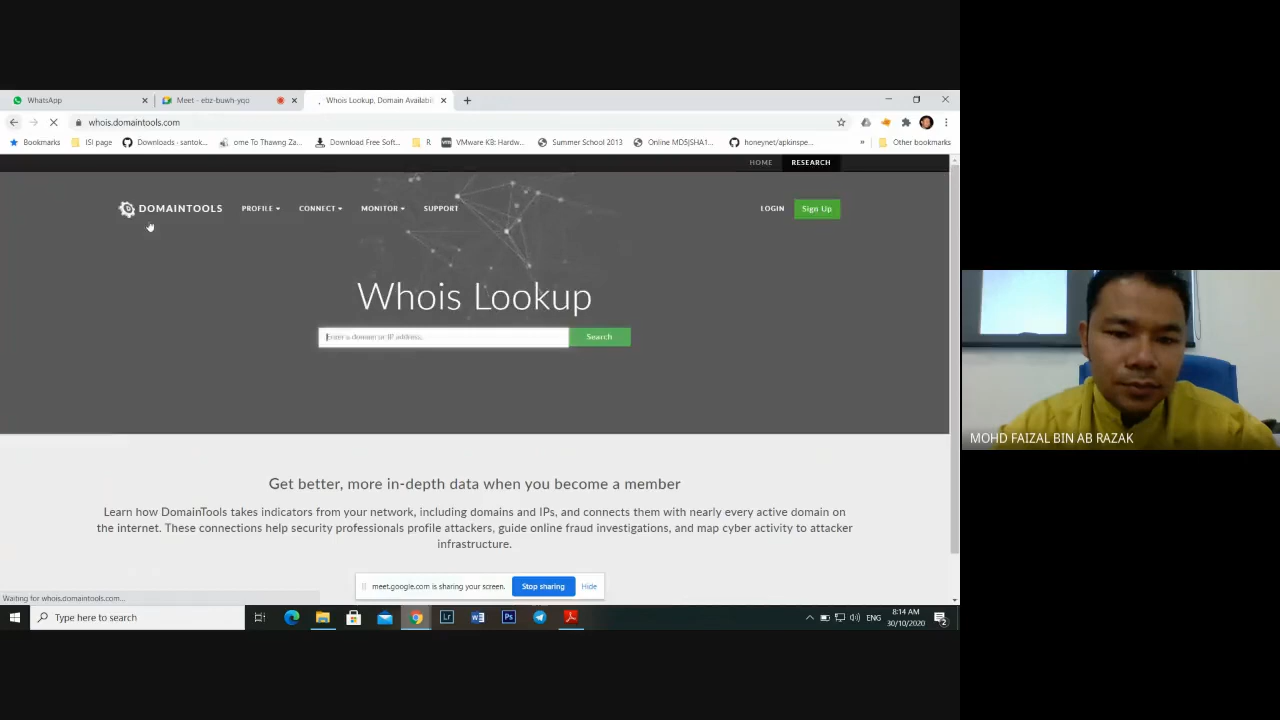 WhatsApp
Meet - ebz-buwh-yqo
Whois Lookup, Domain Availabili
whois.domaintools.com
Bookmarks
ISI page
Downloads · santok...
ome To Thawng Za...
Download Free Soft...
R
VMware KB: Hardw...
Summer School 2013
Online MD5|SHA1...
honeynet/apkinspe...
»
Other bookmarks
HOME
RESEARCH
DOMAINTOOLS
PROFILE
CONNECT
MONITOR
SUPPORT
LOGIN
Sign Up
Whois Lookup
Enter a domain or IP address.
Search
Get better, more in-depth data when you become a member
Learn how DomainTools takes indicators from your network, including domains and IPs, and connects them with nearly every active domain on
the internet. These connections help security professionals profile attackers, guide online fraud investigations, and map cyber activity to attacker
infrastructure.
meet.google.com is sharing your screen.
Stop sharing
Hide
Waiting for whois.domaintools.com...
Type here to search
Lr
W
Ps
ENG
8:14 AM
30/10/2020
2
MOHD FAIZAL BIN AB RAZAK